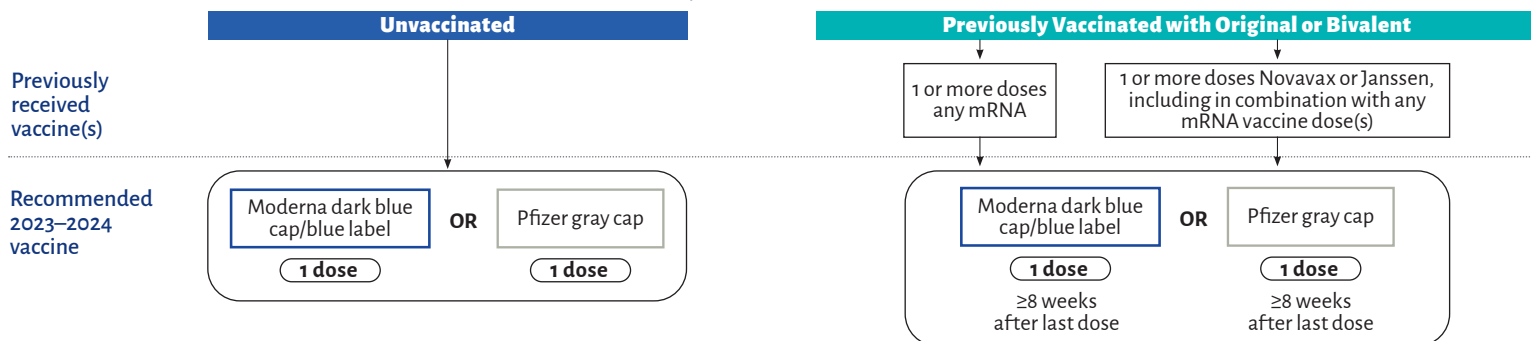 Unvaccinated
Previously Vaccinated with Original or Bivalent
Previously
received
vaccine(s)
1 or more doses
any mRNA
1 or more doses Novavax or Janssen,
including in combination with any
mRNA vaccine dose(s)
Recommended
2023–2024
vaccine
Moderna dark blue
cap/blue label
OR
Pfizer gray cap
1 dose
1 dose
Moderna dark blue
cap/blue label
OR
Pfizer gray cap
1 dose
1 dose
≥8 weeks
after last dose
≥8 weeks
after last dose